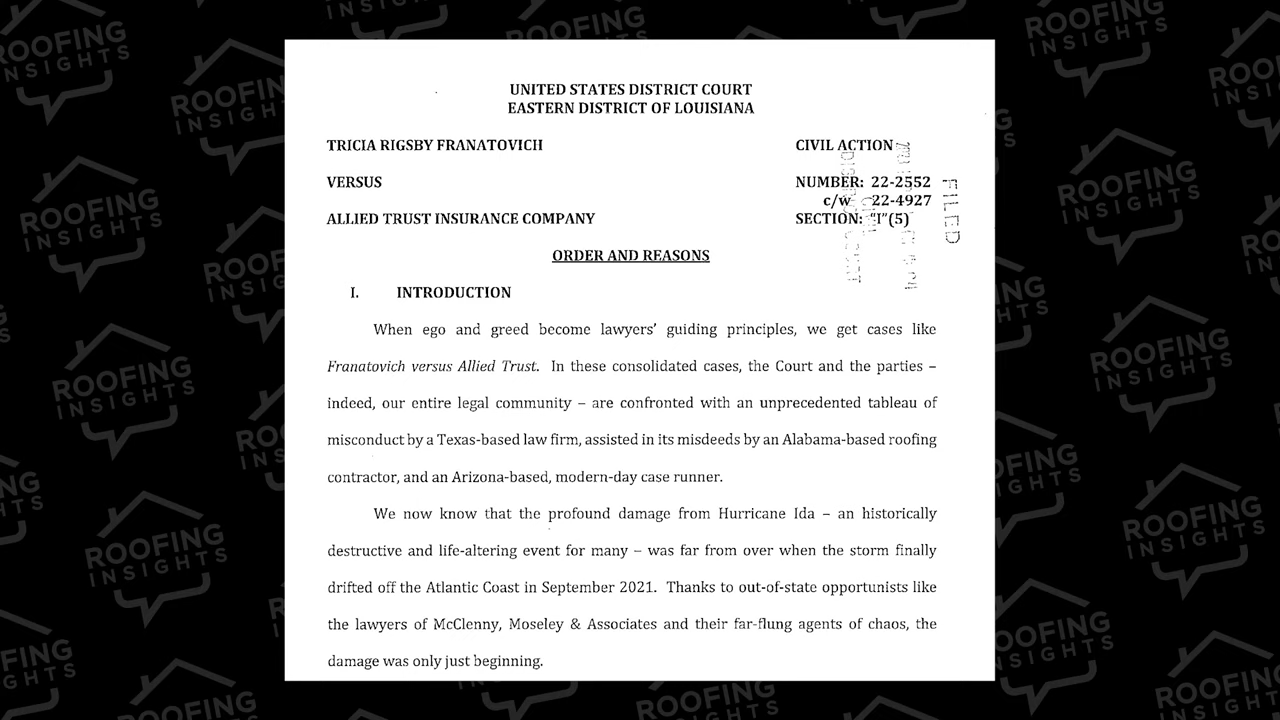 UNITED STATES DISTRICT COURT
EASTERN DISTRICT OF LOUISIANA
TRICIA RIGSBY FRANATOVICH
CIVIL ACTION
VERSUS
NUMBER: 22-2552
c/w 22-4927
ALLIED TRUST INSURANCE COMPANY
SECTION: “I”(5)
FILED
ORDER AND REASONS
I. INTRODUCTION
When ego and greed become lawyers’ guiding principles, we get cases like
Franatovich versus Allied Trust. In these consolidated cases, the Court and the parties –
indeed, our entire legal community – are confronted with an unprecedented tableau of
misconduct by a Texas-based law firm, assisted in its misdeeds by an Alabama-based roofing
contractor, and an Arizona-based, modern-day case runner.
We now know that the profound damage from Hurricane Ida – an historically
destructive and life-altering event for many – was far from over when the storm finally
drifted off the Atlantic Coast in September 2021. Thanks to out-of-state opportunists like
the lawyers of McClenny, Moseley & Associates and their far-flung agents of chaos, the
damage was only just beginning.
ROOFING
INSIGHTS